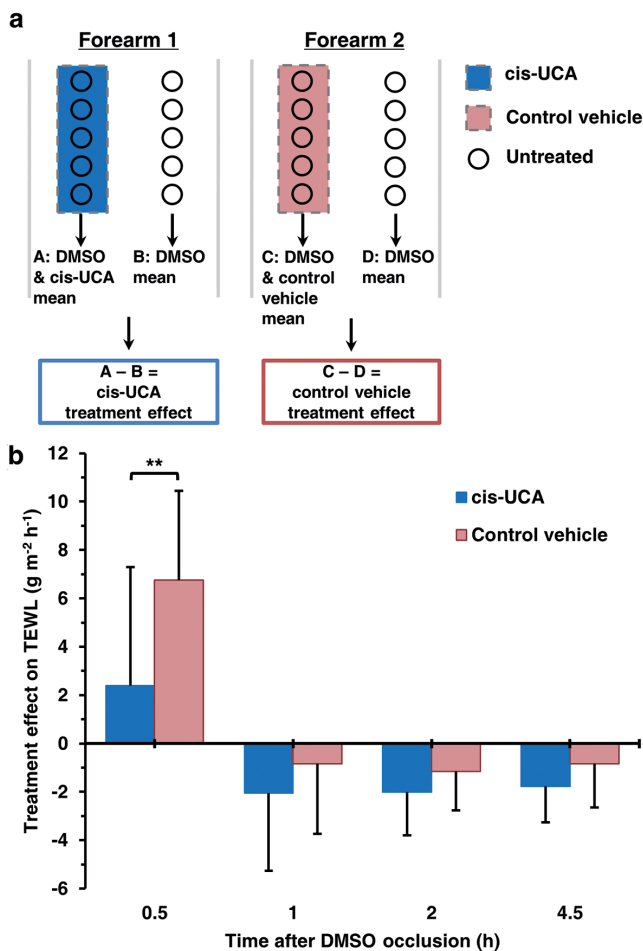 a
Forearm 1
Forearm 2
cis-UCA
Control vehicle
Untreated
A: DMSO
& cis-UCA
mean
B: DMSO
mean
C: DMSO
& control
vehicle
mean
D: DMSO
mean
A – B =
cis-UCA
treatment effect
C – D =
control vehicle
treatment effect
b
Treatment effect on TEWL (g m⁻² h⁻¹)
12
10
8
6
4
2
0
-2
-4
-6
**
cis-UCA
Control vehicle
0.5
1
2
4.5
Time after DMSO occlusion (h)